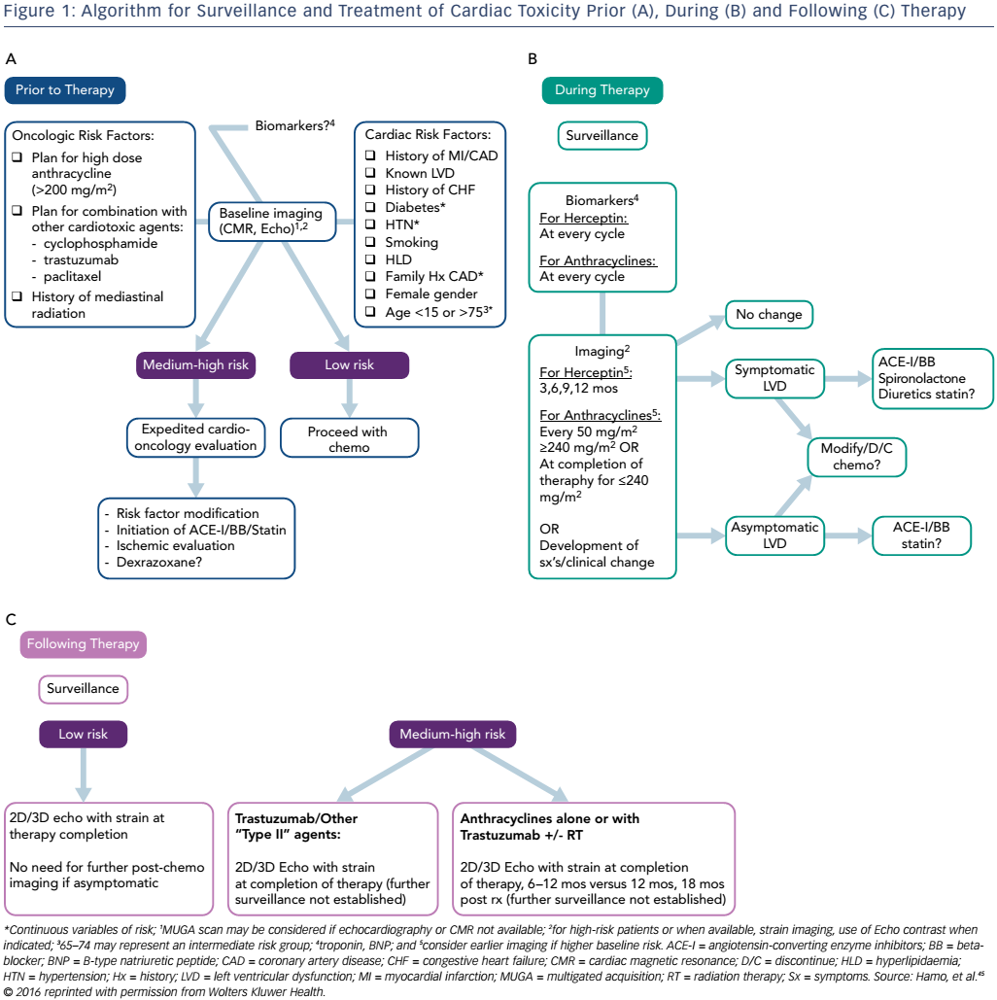 Figure 1: Algorithm for Surveillance and Treatment of Cardiac Toxicity Prior (A), During (B) and Following (C) Therapy
A
Prior to Therapy
Oncologic Risk Factors:
❑ Plan for high dose
anthracycline
(>200 mg/m²)
❑ Plan for combination with
other cardiotoxic agents:
- cyclophosphamide
- trastuzumab
- paclitaxel
❑ History of mediastinal
radiation
Biomarkers?⁴
Baseline imaging
(CMR, Echo)¹,²
Cardiac Risk Factors:
❑ History of MI/CAD
❑ Known LVD
❑ History of CHF
❑ Diabetes*
❑ HTN*
❑ Smoking
❑ HLD
❑ Family Hx CAD*
❑ Female gender
❑ Age <15 or >75³*
Medium-high risk
Low risk
Expedited cardio-
oncology evaluation
Proceed with
chemo
- Risk factor modification
- Initiation of ACE-I/BB/Statin
- Ischemic evaluation
- Dexrazoxane?
B
During Therapy
Surveillance
Biomarkers⁴
For Herceptin:
At every cycle
For Anthracyclines:
At every cycle
Imaging²
For Herceptin⁵:
3,6,9,12 mos
For Anthracyclines⁵:
Every 50 mg/m²
≥240 mg/m² OR
At completion of
theraphy for ≤240
mg/m²
OR
Development of
sx's/clinical change
No change
Symptomatic
LVD
ACE-I/BB
Spironolactone
Diuretics statin?
Modify/D/C
chemo?
Asymptomatic
LVD
ACE-I/BB
statin?
C
Following Therapy
Surveillance
Low risk
Medium-high risk
2D/3D echo with strain at
therapy completion
No need for further post-chemo
imaging if asymptomatic
Trastuzumab/Other
“Type II” agents:
2D/3D Echo with strain
at completion of therapy (further
surveillance not established)
Anthracyclines alone or with
Trastuzumab +/- RT
2D/3D Echo with strain at completion
of therapy, 6–12 mos versus 12 mos, 18 mos
post rx (further surveillance not established)
*Continuous variables of risk; ¹MUGA scan may be considered if echocardiography or CMR not available; ²for high-risk patients or when available, strain imaging, use of Echo contrast when
indicated; ³65–74 may represent an intermediate risk group; ⁴troponin, BNP; and ⁵consider earlier imaging if higher baseline risk. ACE-I = angiotensin-converting enzyme inhibitors; BB = beta-
blocker; BNP = B-type natriuretic peptide; CAD = coronary artery disease; CHF = congestive heart failure; CMR = cardiac magnetic resonance; D/C = discontinue; HLD = hyperlipidaemia;
HTN = hypertension; Hx = history; LVD = left ventricular dysfunction; MI = myocardial infarction; MUGA = multigated acquisition; RT = radiation therapy; Sx = symptoms. Source: Hamo, et al.⁴⁵
© 2016 reprinted with permission from Wolters Kluwer Health.